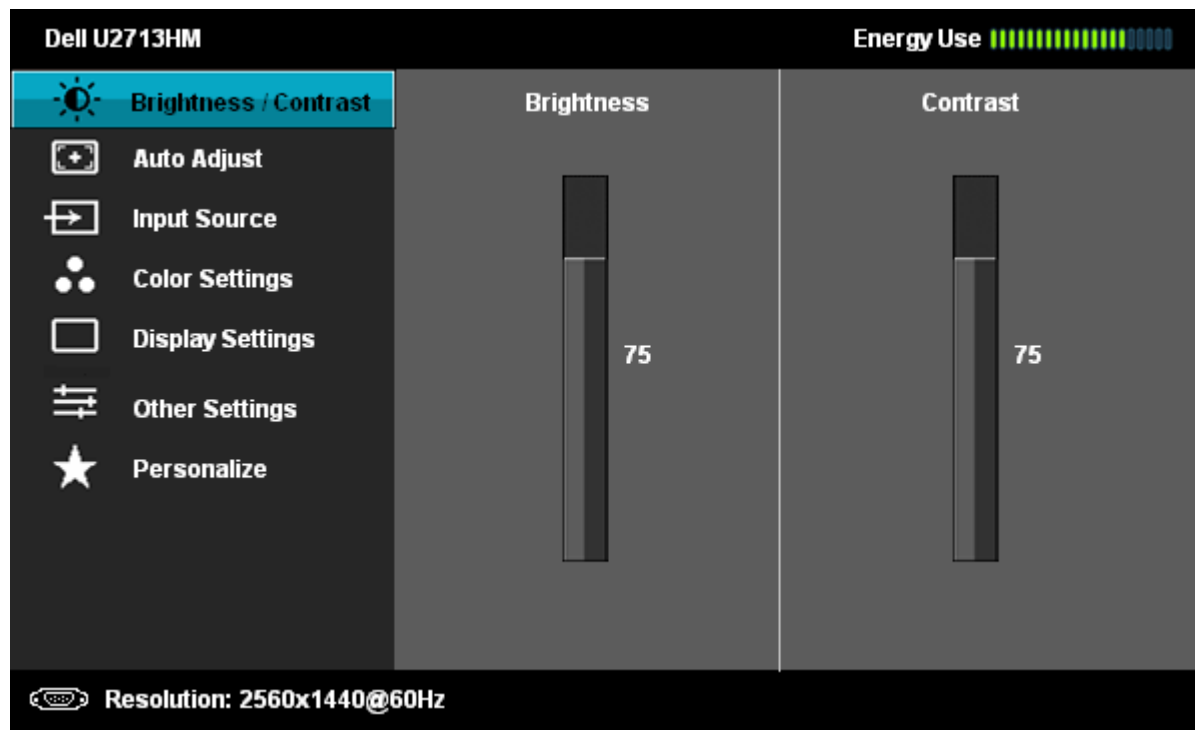 Dell U2713HM
Energy Use
Brightness / Contrast
Auto Adjust
Input Source
Color Settings
Display Settings
Other Settings
Personalize
Brightness
75
Contrast
75
Resolution: 2560x1440@60Hz